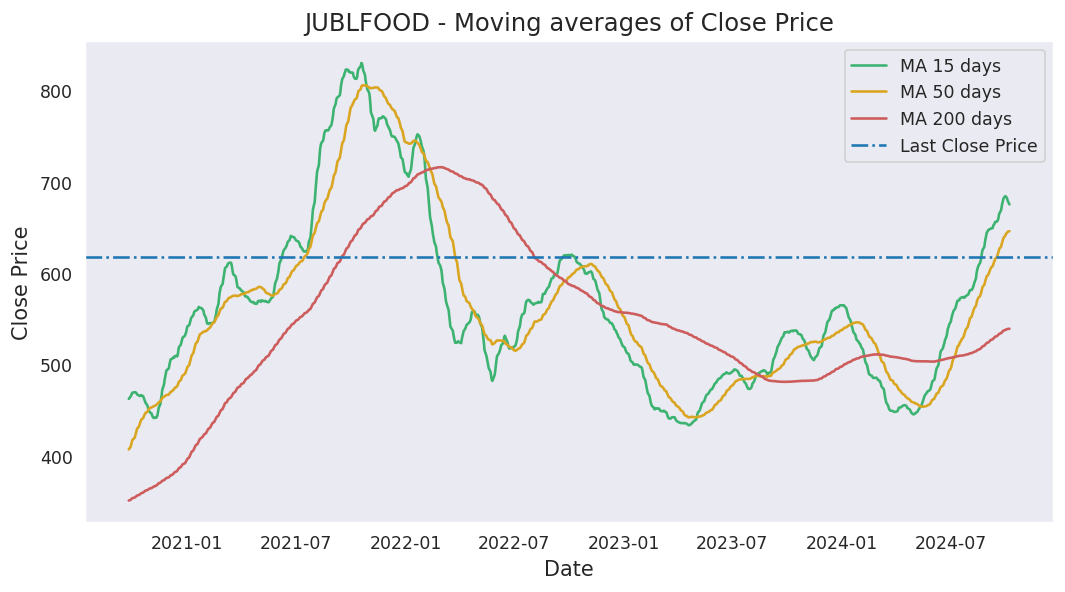 JUBLFOOD - Moving averages of Close Price
MA 15 days
MA 50 days
MA 200 days
Last Close Price
Close Price
800
700
600
500
400
2021-01
2021-07
2022-01
2022-07
2023-01
2023-07
2024-01
2024-07
Date